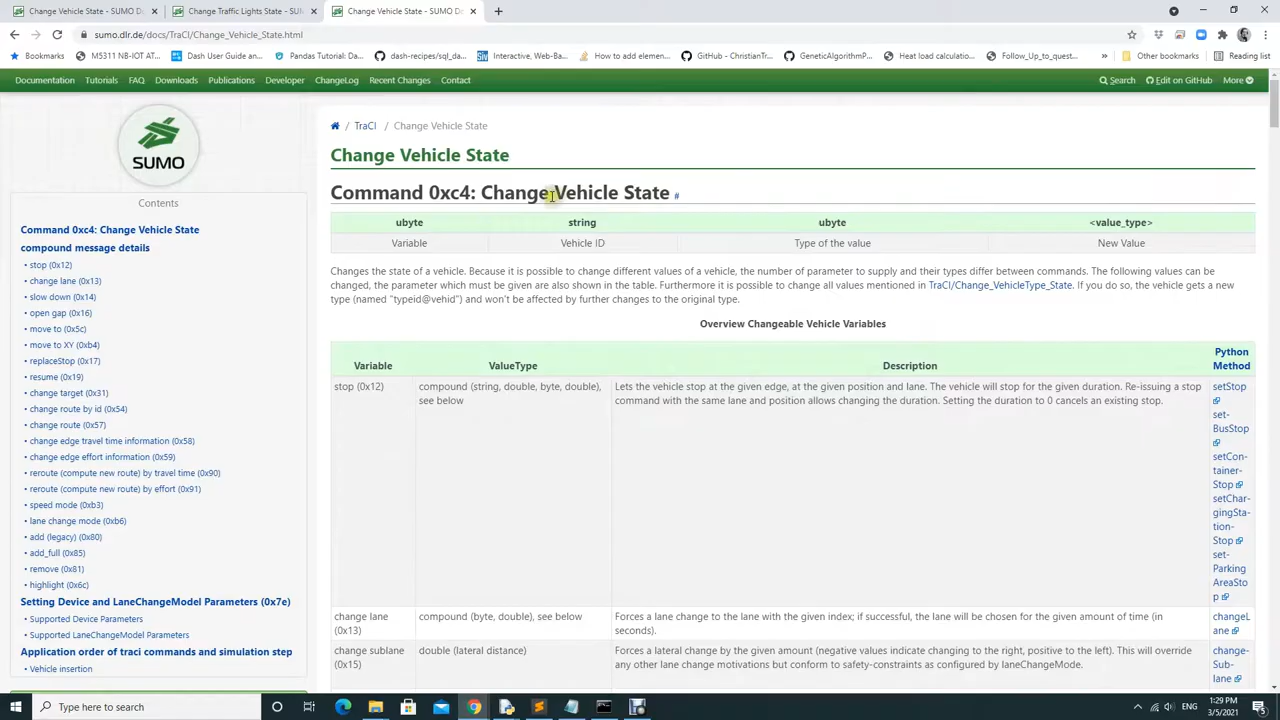 Change Vehicle State - SUMO Do
Change Traffic Lights State - SUM
Change Vehicle State - SUMO Do
sumo.dlr.de/docs/TraCI/Change_Vehicle_State.html
Bookmarks
M5311 NB-IOT AT...
Dash User Guide an...
Pandas Tutorial: Da...
dash-recipes/sql_da...
Interactive, Web-Ba...
How to add elemen...
GitHub - ChristianTr...
GeneticAlgorithmP...
Heat load calculatio...
Follow_Up_to_quest...
»
Other bookmarks
Reading list
Documentation Tutorials FAQ Downloads Publications Developer ChangeLog Recent Changes Contact
Search Edit on GitHub More
SUMO
Contents
Command 0xc4: Change Vehicle State
compound message details
• stop (0x12)
• change lane (0x13)
• slow down (0x14)
• open gap (0x16)
• move to (0x5c)
• move to XY (0xb4)
• replaceStop (0x17)
• resume (0x19)
• change target (0x31)
• change route by id (0x54)
• change route (0x57)
• change edge travel time information (0x58)
• change edge effort information (0x59)
• reroute (compute new route) by travel time (0x90)
• reroute (compute new route) by effort (0x91)
• speed mode (0xb3)
• lane change mode (0xb6)
• add (legacy) (0x80)
• add_full (0x85)
• remove (0x81)
• highlight (0x6c)
Setting Device and LaneChangeModel Parameters (0x7e)
• Supported Device Parameters
• Supported LaneChangeModel Parameters
Application order of traci commands and simulation step
• Vehicle insertion
/ TraCI / Change Vehicle State
Change Vehicle State
Command 0xc4: Change Vehicle State #
ubyte string ubyte <value_type>
Variable Vehicle ID Type of the value New Value
Changes the state of a vehicle. Because it is possible to change different values of a vehicle, the number of parameter to supply and their types differ between commands. The following values can be
changed, the parameter which must be given are also shown in the table. Furthermore it is possible to change all values mentioned in TraCI/Change_VehicleType_State. If you do so, the vehicle gets a new
type (named "typeid@vehid") and won't be affected by further changes to the original type.
Overview Changeable Vehicle Variables
Variable ValueType Description Python
Method
stop (0x12) compound (string, double, byte, double), Lets the vehicle stop at the given edge, at the given position and lane. The vehicle will stop for the given duration. Re-issuing a stop setStop
see below command with the same lane and position allows changing the duration. Setting the duration to 0 cancels an existing stop.
set-
BusStop
setCon-
tainer-
Stop
setChar-
gingSta-
tion-
Stop
set-
Parking
AreaSto
p
change lane compound (byte, double), see below Forces a lane change to the lane with the given index; if successful, the lane will be chosen for the given amount of time (in changeL
(0x13) seconds). ane
change sublane double (lateral distance) Forces a lateral change by the given amount (negative values indicate changing to the right, positive to the left). This will override change-
(0x15) any other lane change motivations but conform to safety-constraints as configured by laneChangeMode. Sub-
lane
Type here to search
ENG
1:29 PM
3/5/2021